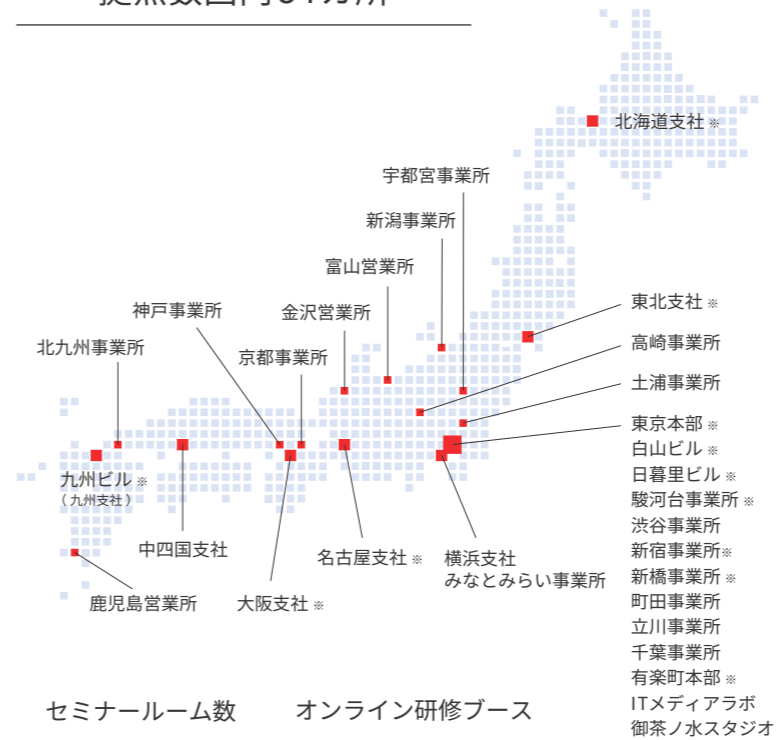 北海道支社 ※
宇都宮事業所
新潟事業所
富山営業所
神戸事業所
金沢営業所
東北支社 ※
北九州事業所
京都事業所
高崎事業所
土浦事業所
東京本部 ※
白山ビル ※
日暮里ビル ※
駿河台事業所 ※
渋谷事業所
新宿事業所※
新橋事業所 ※
町田事業所
立川事業所
千葉事業所
有楽町本部 ※
ITメディアラボ
御茶ノ水スタジオ
九州ビル ※
（九州支社）
中四国支社
名古屋支社 ※
横浜支社
みなとみらい事業所
鹿児島営業所
大阪支社 ※
セミナールーム数
オンライン研修ブース